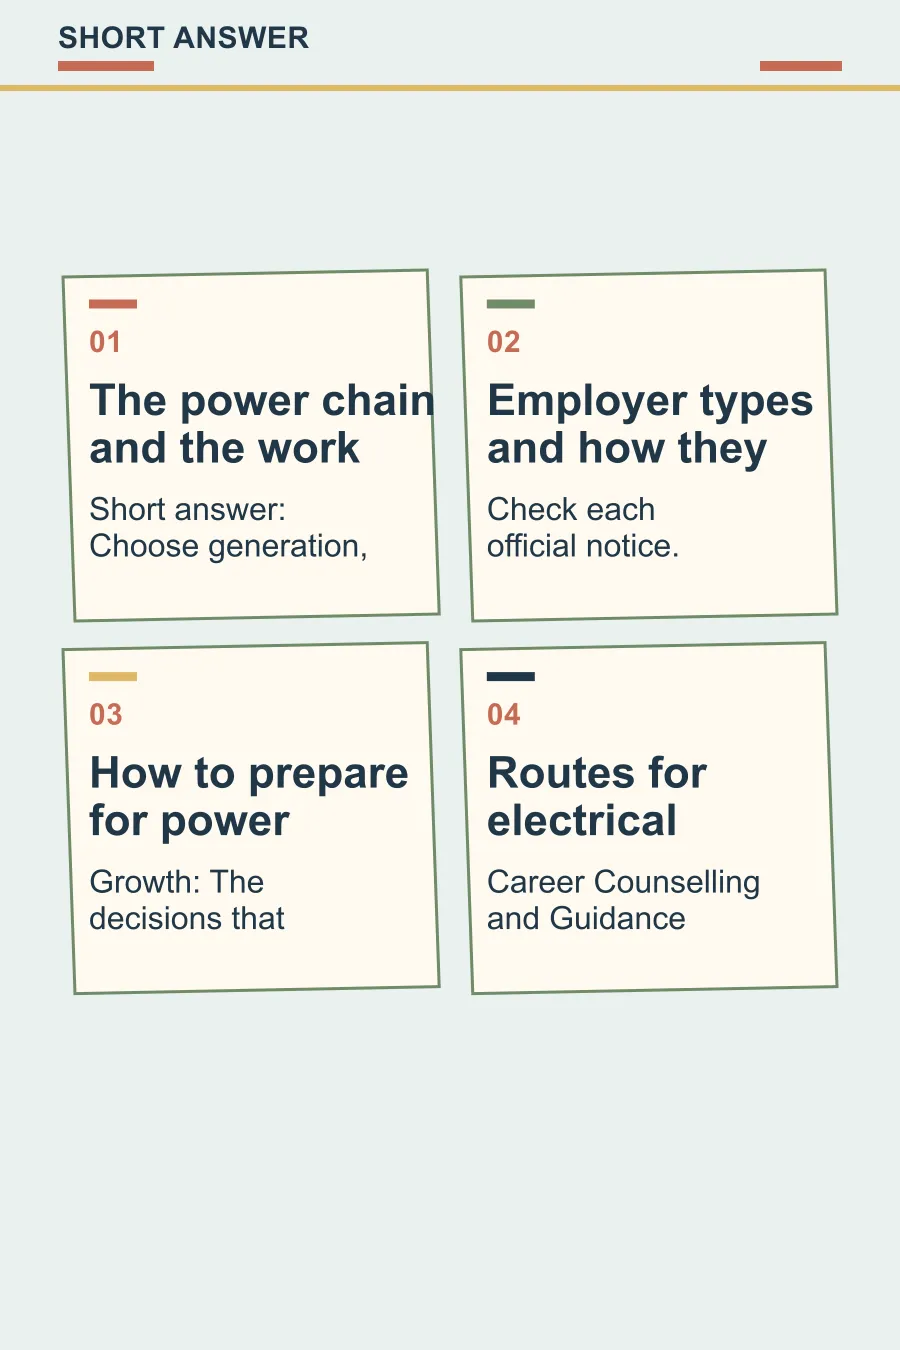 SHORT ANSWER
01
The power chain
and the work
Short answer:
Choose generation,
02
Employer types
and how they
Check each
official notice.
03
How to prepare
for power
Growth: The
decisions that
04
Routes for
electrical
Career Counselling
and Guidance